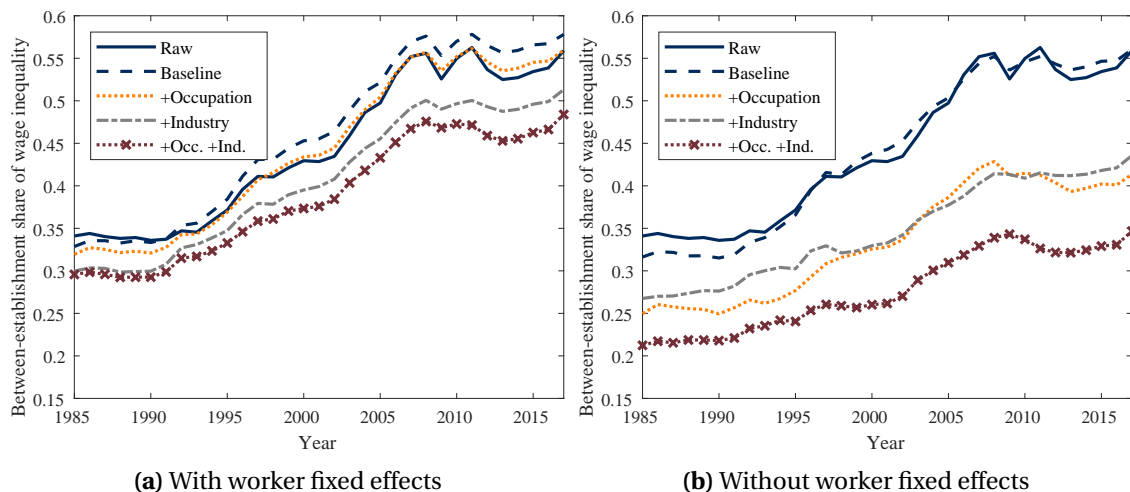 Between-establishment share of wage inequality
0.6
0.55
0.5
0.45
0.4
0.35
0.3
0.25
0.2
0.15
Raw
Baseline
+Occupation
+Industry
+Occ. +Ind.
1985 1990 1995 2000 2005 2010 2015
Year
(a) With worker fixed effects
Between-establishment share of wage inequality
0.6
0.55
0.5
0.45
0.4
0.35
0.3
0.25
0.2
0.15
Raw
Baseline
+Occupation
+Industry
+Occ. +Ind.
1985 1990 1995 2000 2005 2010 2015
Year
(b) Without worker fixed effects